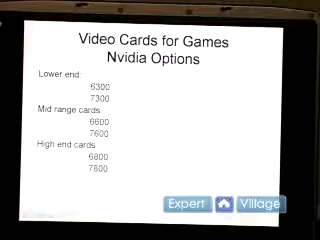 Video Cards for Games
Nvidia Options
Lower end:
6300
7300
Mid range cards
6600
7600
High end cards
6800
7800
Expert Village